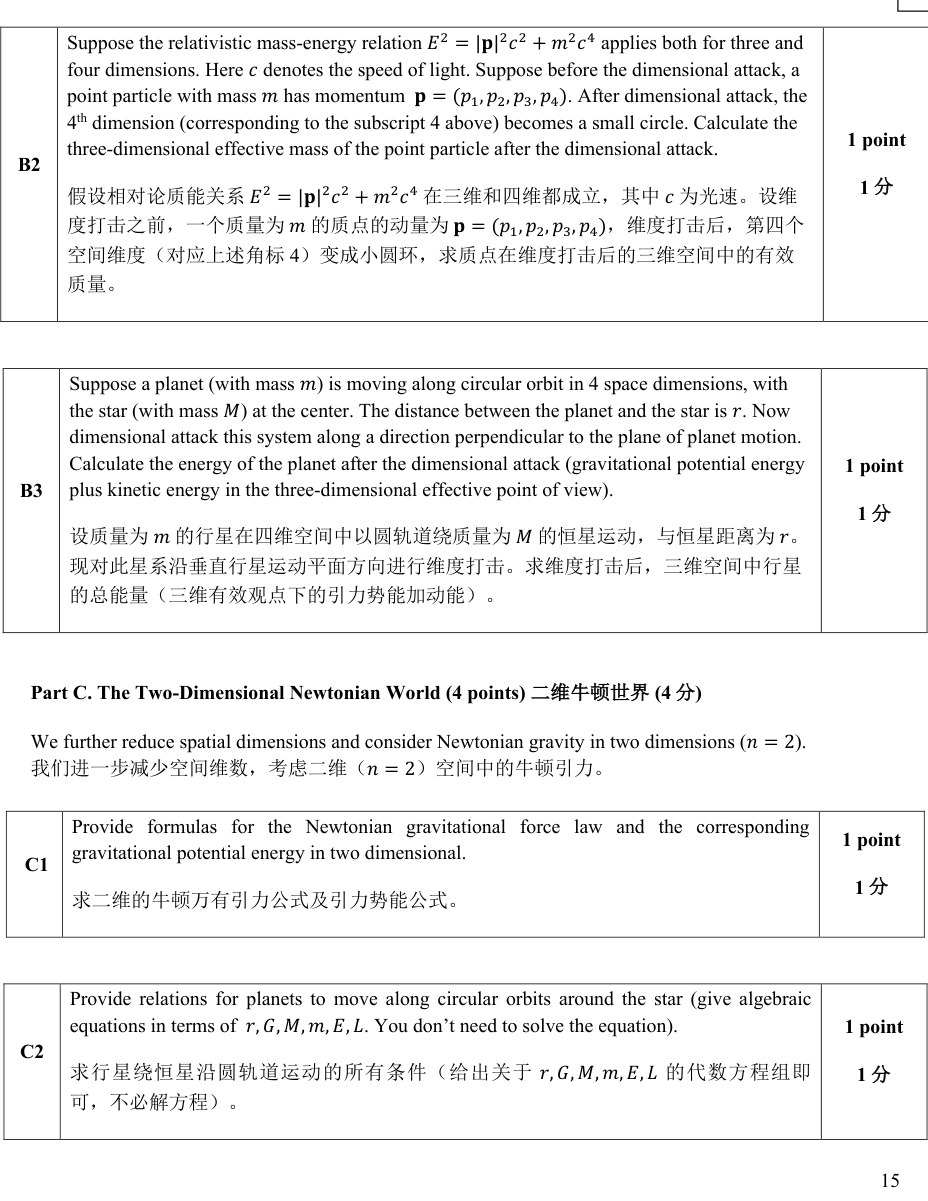 B2
Suppose the relativistic mass-energy relation 𝐸² = |𝐩|²𝑐² + 𝑚²𝑐⁴ applies both for three and
four dimensions. Here 𝑐 denotes the speed of light. Suppose before the dimensional attack, a
point particle with mass 𝑚 has momentum 𝐩 = (𝑝₁, 𝑝₂, 𝑝₃, 𝑝₄). After dimensional attack, the
4th dimension (corresponding to the subscript 4 above) becomes a small circle. Calculate the
three-dimensional effective mass of the point particle after the dimensional attack.
假设相对论质能关系 𝐸² = |𝐩|²𝑐² + 𝑚²𝑐⁴ 在三维和四维都成立，其中 𝑐 为光速。设维
度打击之前，一个质量为 𝑚 的质点的动量为 𝐩 = (𝑝₁, 𝑝₂, 𝑝₃, 𝑝₄)，维度打击后，第四个
空间维度（对应上述角标 4）变成小圆环，求质点在维度打击后的三维空间中的有效
质量。
1 point
1 分
B3
Suppose a planet (with mass 𝑚) is moving along circular orbit in 4 space dimensions, with
the star (with mass 𝑀) at the center. The distance between the planet and the star is 𝑟. Now
dimensional attack this system along a direction perpendicular to the plane of planet motion.
Calculate the energy of the planet after the dimensional attack (gravitational potential energy
plus kinetic energy in the three-dimensional effective point of view).
设质量为 𝑚 的行星在四维空间中以圆轨道绕质量为 𝑀 的恒星运动，与恒星距离为 𝑟。
现对此星系沿垂直行星运动平面方向进行维度打击。求维度打击后，三维空间中行星
的总能量（三维有效观点下的引力势能加动能）。
1 point
1 分
Part C. The Two-Dimensional Newtonian World (4 points) 二维牛顿世界 (4 分)
We further reduce spatial dimensions and consider Newtonian gravity in two dimensions (𝑛 = 2).
我们进一步减少空间维数，考虑二维（𝑛 = 2）空间中的牛顿引力。
C1
Provide formulas for the Newtonian gravitational force law and the corresponding
gravitational potential energy in two dimensional.
求二维的牛顿万有引力公式及引力势能公式。
1 point
1 分
C2
Provide relations for planets to move along circular orbits around the star (give algebraic
equations in terms of 𝑟, 𝐺, 𝑀, 𝑚, 𝐸, 𝐿. You don’t need to solve the equation).
求行星绕恒星沿圆轨道运动的所有条件（给出关于 𝑟, 𝐺, 𝑀, 𝑚, 𝐸, 𝐿 的代数方程组即
可，不必解方程）。
1 point
1 分
15